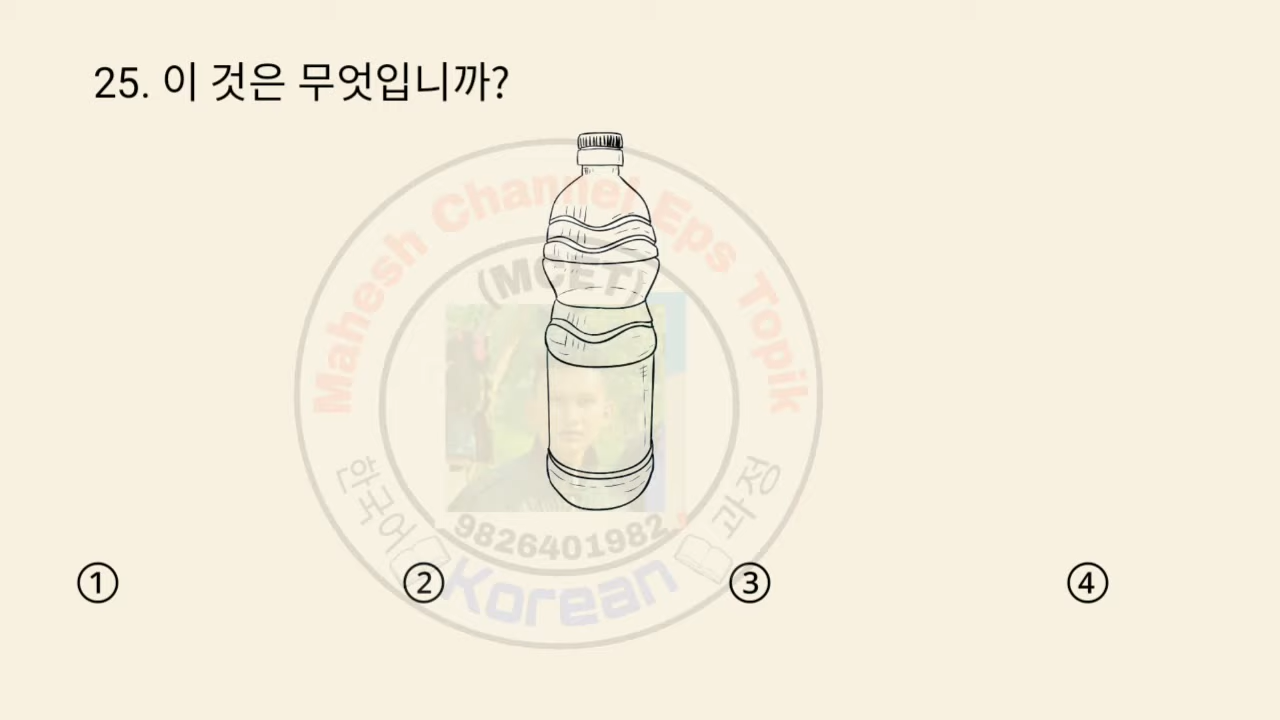 25. 이 것은 무엇입니까?
Mahesh Channel Eps Topik
(MCET)
한국어 과정
9826401982
Korean
① ② ③ ④